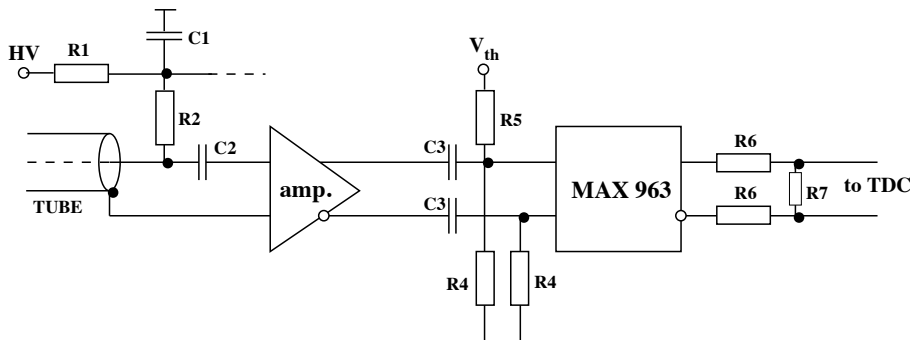 C1
HV
R1
V_th
R2
R5
C2
C3
R6
amp.
MAX 963
to TDC
R7
TUBE
C3
R6
R4
R4